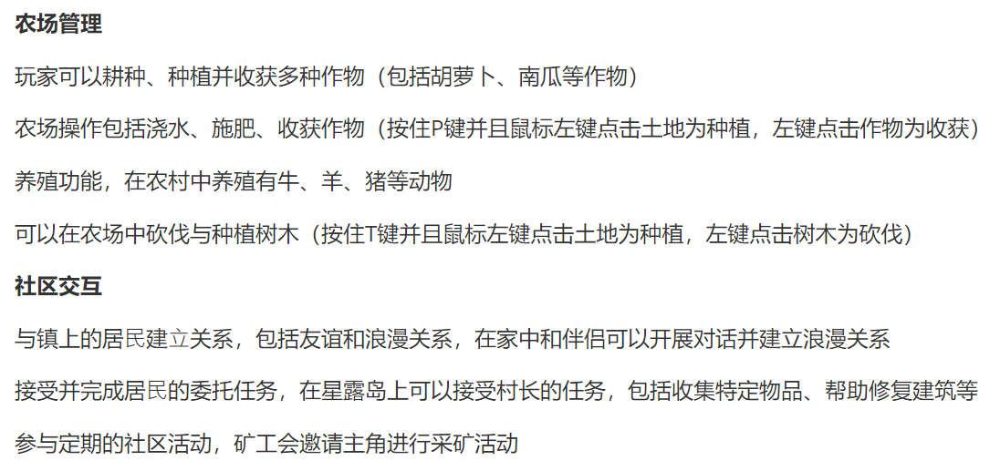 农场管理
玩家可以耕种、种植并收获多种作物（包括胡萝卜、南瓜等作物）
农场操作包括浇水、施肥、收获作物（按住P键并且鼠标左键点击土地为种植，左键点击作物为收获）
养殖功能，在农村中养殖有牛、羊、猪等动物
可以在农场中砍伐与种植树木（按住T键并且鼠标左键点击土地为种植，左键点击树木为砍伐）
社区交互
与镇上的居民建立关系，包括友谊和浪漫关系，在家中和伴侣可以开展对话并建立浪漫关系
接受并完成居民的委托任务，在星露岛上可以接受村长的任务，包括收集特定物品、帮助修复建筑等
参与定期的社区活动，矿工会邀请主角进行采矿活动